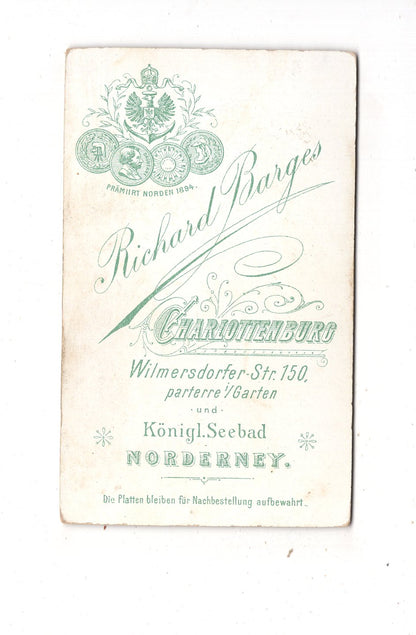 PRÄMIIRT NORDEN 1894.
Richard Barges
CHARLOTTENBURG
Wilmersdorfer-Str. 150,
parterre i/Garten
- und -
Königl. Seebad
NORDERNEY.
Die Platten bleiben für Nachbestellung aufbewahrt.